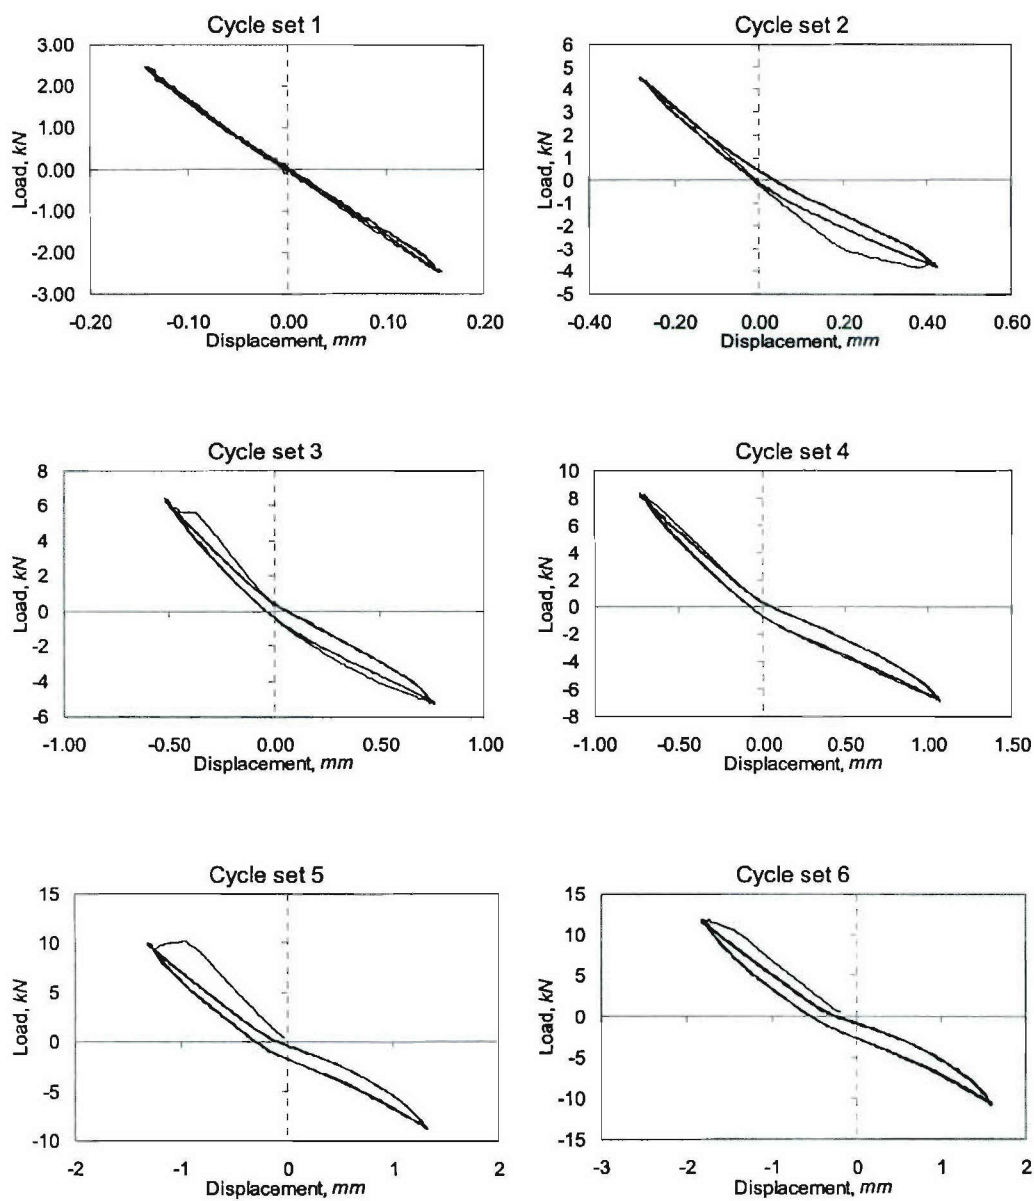 Cycle set 1
3.00
2.00
1.00
0.00
-1.00
-2.00
-3.00
Load, kN
-0.20 -0.10 0.00 0.10 0.20
Displacement, mm
Cycle set 2
6
5
4
3
2
1
0
-1
-2
-3
-4
-5
Load, kN
-0.40 -0.20 0.00 0.20 0.40 0.60
Displacement, mm
Cycle set 3
8
6
4
2
0
-2
-4
-6
Load, kN
-1.00 -0.50 0.00 0.50 1.00
Displacement, mm
Cycle set 4
10
8
6
4
2
0
-2
-4
-6
-8
Load, kN
-1.00 -0.50 0.00 0.50 1.00 1.50
Displacement, mm
Cycle set 5
15
10
5
0
-5
-10
Load, kN
-2 -1 0 1 2
Displacement, mm
Cycle set 6
15
10
5
0
-5
-10
-15
Load, kN
-3 -2 -1 0 1 2
Displacement, mm